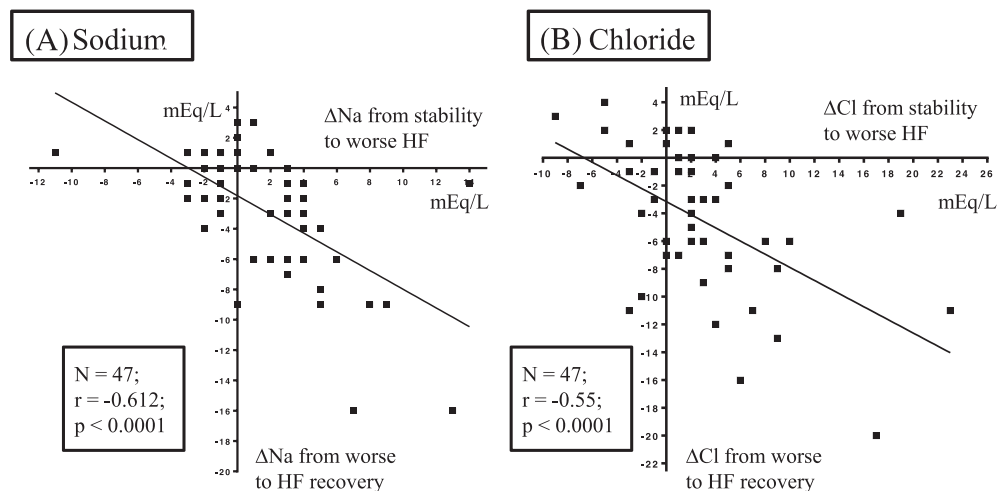 (A) Sodium
mEq/L
ΔNa from stability
to worse HF
4
2
-12 -10 -8 -6 -4 -2 0 2 4 6 8 10 12 14
mEq/L
-2
-4
-6
-8
-10
-12
-14
-16
-18
-20
N = 47;
r = -0.612;
p < 0.0001
ΔNa from worse
to HF recovery
(B) Chloride
mEq/L
ΔCl from stability
to worse HF
4
2
0
-10 -8 -6 -4 -2 0 2 4 6 8 10 12 14 16 18 20 22 24 26
mEq/L
-2
-4
-6
-8
-10
-12
-14
-16
-18
-20
-22
N = 47;
r = -0.55;
p < 0.0001
ΔCl from worse
to HF recovery